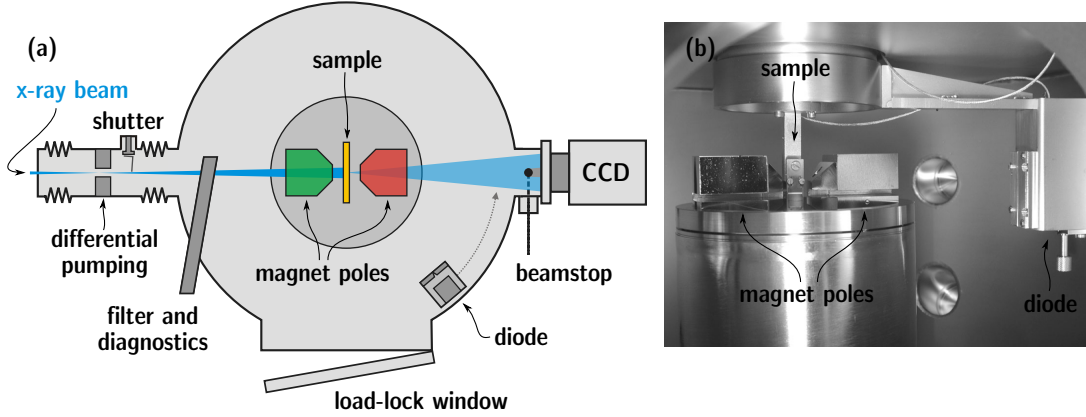 (a)
sample
x-ray beam
shutter
CCD
differential
pumping
magnet poles
beamstop
filter and
diagnostics
diode
load-lock window
(b)
sample
magnet poles
diode